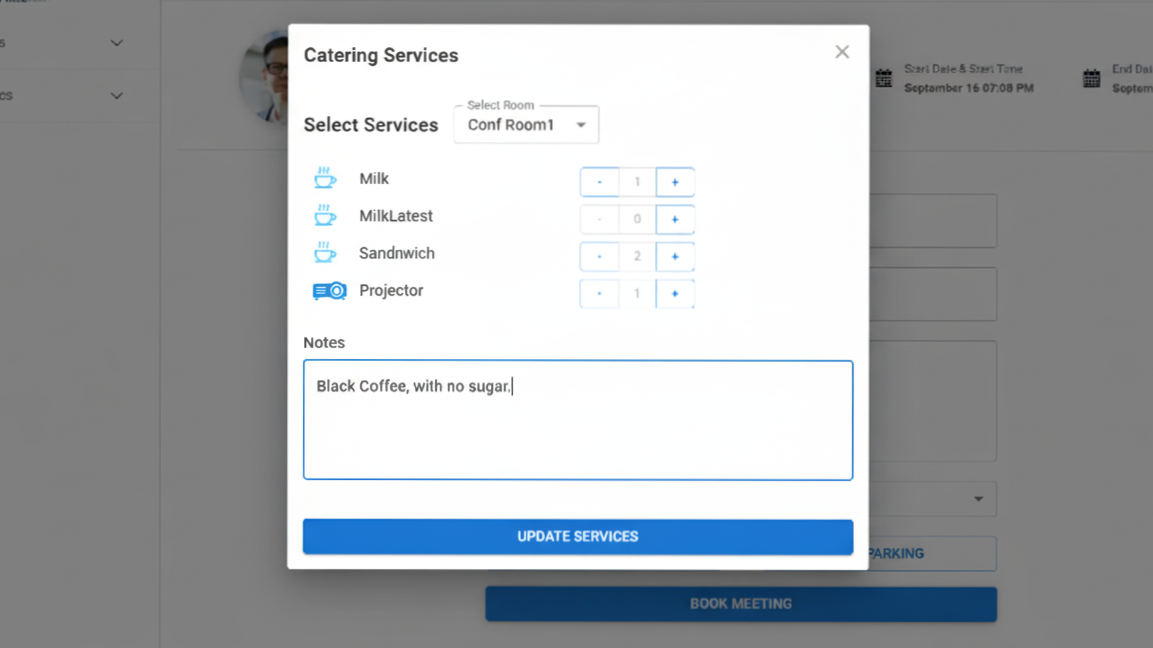 Catering Services
Select Room
Select Services
Conf Room1
Milk
- 1 +
MilkLatest
- 0 +
Sandnwich
- 2 +
Projector
- 1 +
Notes
Black Coffee, with no sugar.
UPDATE SERVICES
Start Date & Start Time
September 16 07:08 PM
End Dat
Septem
PARKING
BOOK MEETING